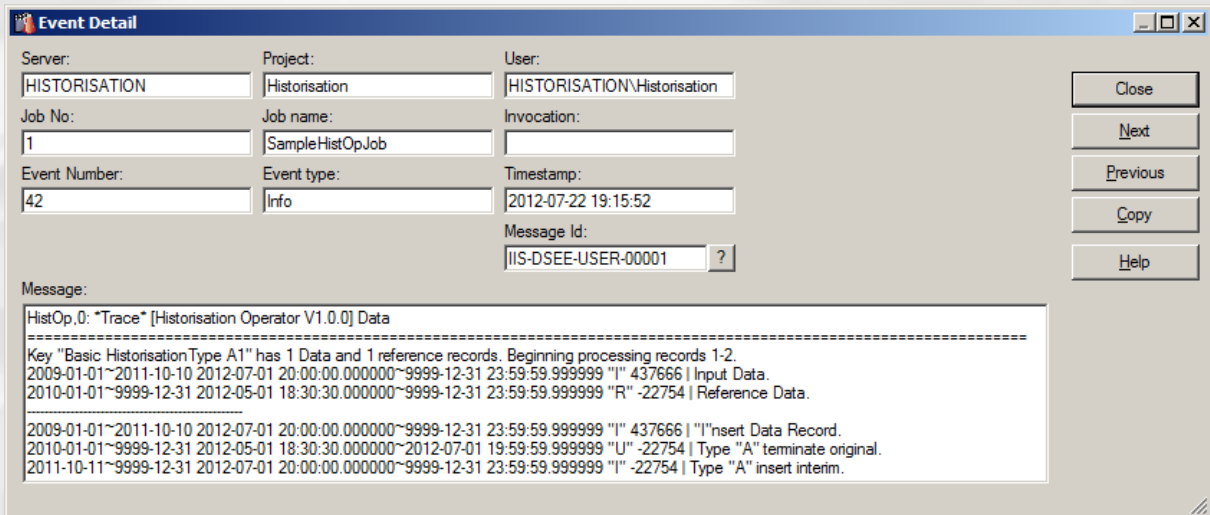 Event Detail
Server: Project: User:
HISTORISATION Historisation HISTORISATION\Historisation
Close
Job No: Job name: Invocation:
1 SampleHistOpJob
Next
Event Number: Event type: Timestamp:
42 Info 2012-07-22 19:15:52
Previous
Copy
Message Id:
IIS-DSEE-USER-00001 ?
Help
Message:
HistOp,0: *Trace* [Historisation Operator V1.0.0] Data
====================================================================================================
Key "Basic HistorisationType A1" has 1 Data and 1 reference records. Beginning processing records 1-2.
2009-01-01~2011-10-10 2012-07-01 20:00:00.000000~9999-12-31 23:59:59.999999 "I" 437666 | Input Data.
2010-01-01~9999-12-31 2012-05-01 18:30:30.000000~9999-12-31 23:59:59.999999 "R" -22754 | Reference Data.
--------------------------------------------------
2009-01-01~2011-10-10 2012-07-01 20:00:00.000000~9999-12-31 23:59:59.999999 "I" 437666 | "I"nsert Data Record.
2010-01-01~9999-12-31 2012-05-01 18:30:30.000000~2012-07-01 19:59:59.999999 "U" -22754 | Type "A" terminate original.
2011-10-11~9999-12-31 2012-07-01 20:00:00.000000~9999-12-31 23:59:59.999999 "I" -22754 | Type "A" insert interim.